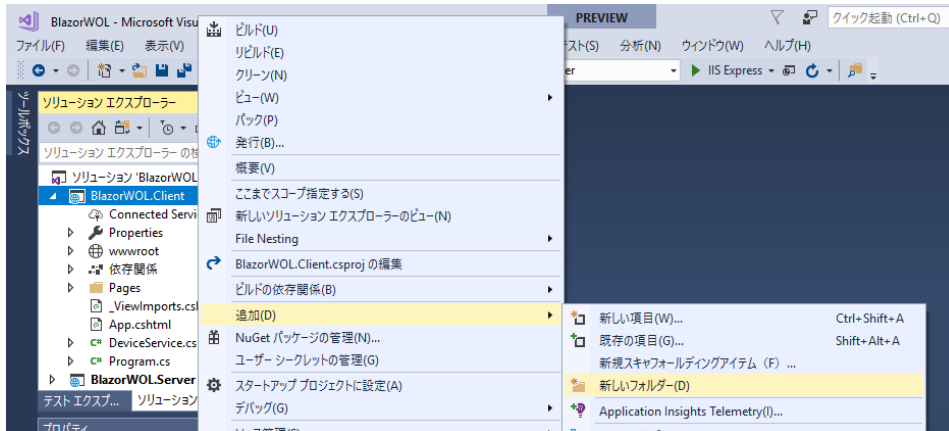 BlazorWOL - Microsoft Visu
PREVIEW
クイック起動 (Ctrl+Q)
ファイル(F) 編集(E) 表示(V)
テスト(S) 分析(N) ウィンドウ(W) ヘルプ(H)
er
IIS Express
ツールボックス
ソリューション エクスプローラー
ソリューション エクスプローラー の検
ソリューション 'BlazorWOL
BlazorWOL.Client
Connected Servi
Properties
wwwroot
依存関係
Pages
_ViewImports.csl
App.cshtml
C# DeviceService.cs
C# Program.cs
BlazorWOL.Server
テスト エクスプ... ソリューション
プロパティ
ビルド(U)
リビルド(E)
クリーン(N)
ビュー(W)
パック(P)
発行(B)...
概要(V)
ここまでスコープ指定する(S)
新しいソリューション エクスプローラーのビュー(N)
File Nesting
BlazorWOL.Client.csproj の編集
ビルドの依存関係(B)
追加(D)
NuGet パッケージの管理(N)...
ユーザー シークレットの管理(G)
スタートアップ プロジェクトに設定(A)
デバッグ(G)
新しい項目(W)... Ctrl+Shift+A
既存の項目(G)... Shift+Alt+A
新規スキャフォールディングアイテム（F）...
新しいフォルダー(D)
Application Insights Telemetry(I)...